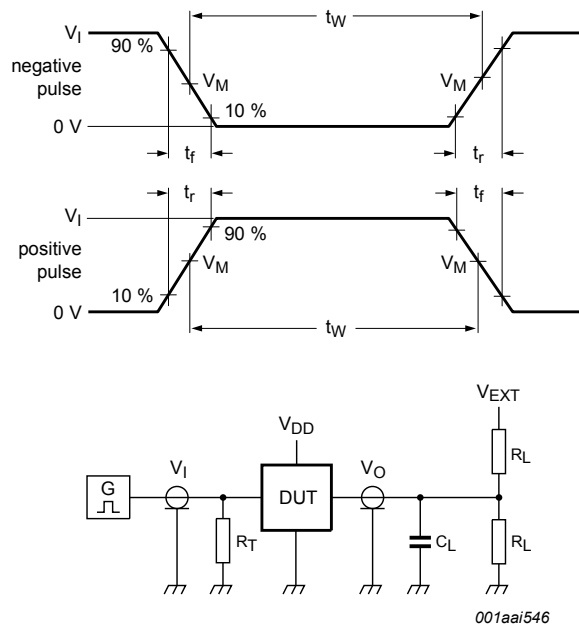 V_I
t_W
90 %
negative
pulse
V_M
V_M
10 %
0 V
t_f
t_r
t_r
t_f
V_I
90 %
positive
pulse
V_M
V_M
10 %
0 V
t_W
V_EXT
V_DD
V_I
V_O
R_L
G
DUT
R_T
C_L
R_L
001aai546